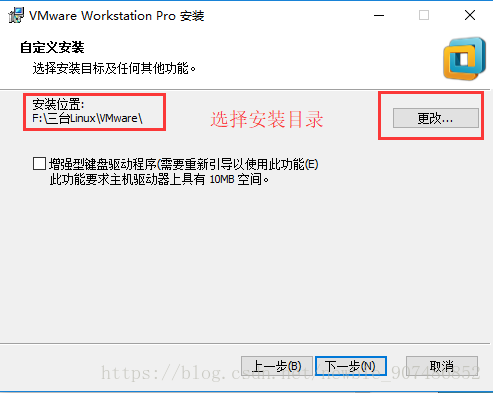 VMware Workstation Pro 安装
自定义安装
选择安装目标及任何其他功能。
安装位置:
F:\三台Linux\VMware\
选择安装目录
更改...
增强型键盘驱动程序(需要重新引导以使用此功能(E)
此功能要求主机驱动器上具有 10MB 空间。
上一步(B)
下一步(N)
取消